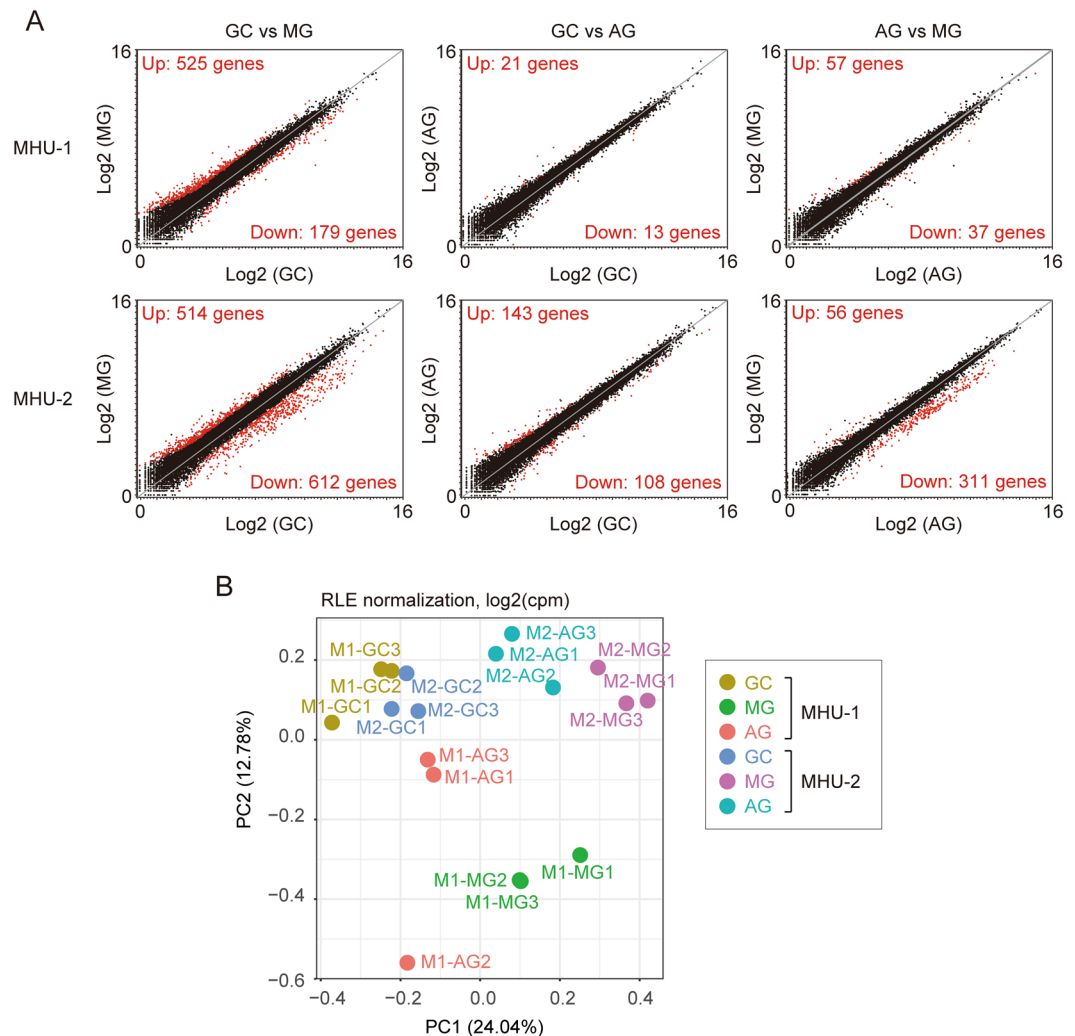 A
GC vs MG
GC vs AG
AG vs MG
MHU-1
16
Up: 525 genes
Log2 (MG)
Down: 179 genes
0
0
16
Log2 (GC)
16
Up: 21 genes
Log2 (AG)
Down: 13 genes
0
0
16
Log2 (GC)
16
Up: 57 genes
Log2 (MG)
Down: 37 genes
0
0
16
Log2 (AG)
MHU-2
16
Up: 514 genes
Log2 (MG)
Down: 612 genes
0
0
16
Log2 (GC)
16
Up: 143 genes
Log2 (AG)
Down: 108 genes
0
0
16
Log2 (GC)
16
Up: 56 genes
Log2 (MG)
Down: 311 genes
0
0
16
Log2 (AG)
B
RLE normalization, log2(cpm)
PC2 (12.78%)
0.2
0.0
−0.2
−0.4
−0.6
M2-AG3
M1-GC3
M2-AG1
M2-MG2
M1-GC2
M2-GC2
M2-AG2
M2-MG1
M1-GC1
M2-GC3
M2-MG3
M2-GC1
M1-AG3
M1-AG1
M1-MG1
M1-MG2
M1-MG3
M1-AG2
−0.4
−0.2
0.0
0.2
0.4
PC1 (24.04%)
GC
MG
AG
MHU-1
GC
MG
AG
MHU-2